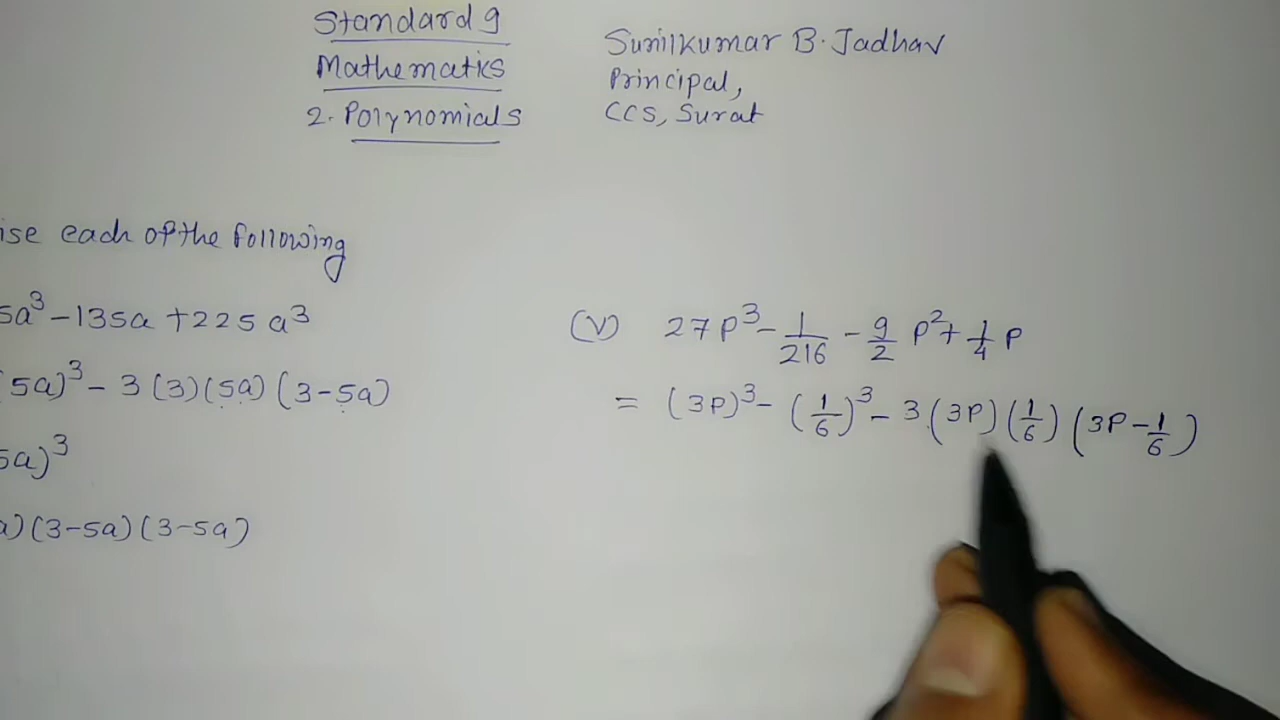 Standard 9
Mathematics
2. Polynomials
Sunilkumar B. Jadhav
Principal,
CCS, Surat
ise each of the following
5a³ - 135a + 225a³
(5a)³ - 3(3)(5a)(3-5a)
5a)³
a)(3-5a)(3-5a)
(V) 27P³ - 1/216 - 9/2 P² + 1/4 P
= (3P)³ - (1/6)³ - 3(3P)(1/6)(3P - 1/6)